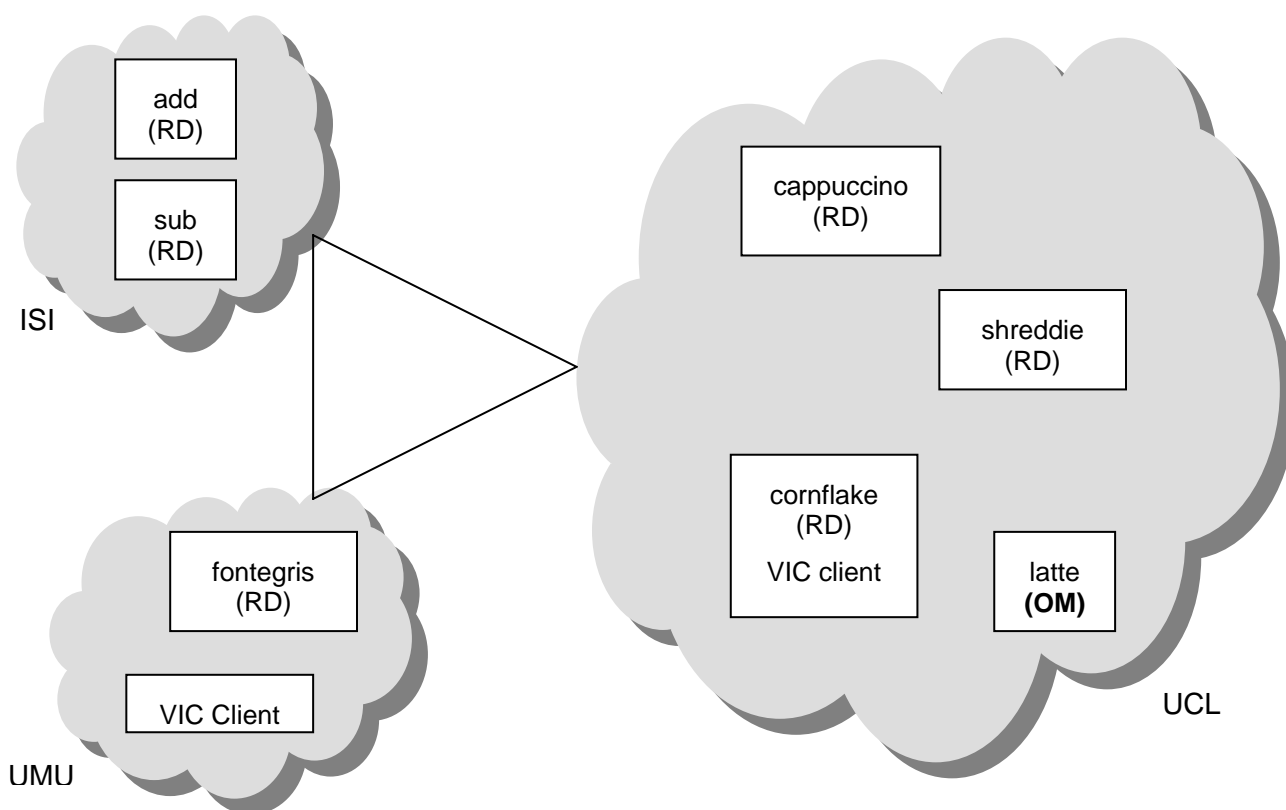 add
(RD)
sub
(RD)
ISI
cappuccino
(RD)
shreddie
(RD)
cornflake
(RD)
VIC client
latte
(OM)
UCL
fontegris
(RD)
VIC Client
UMU